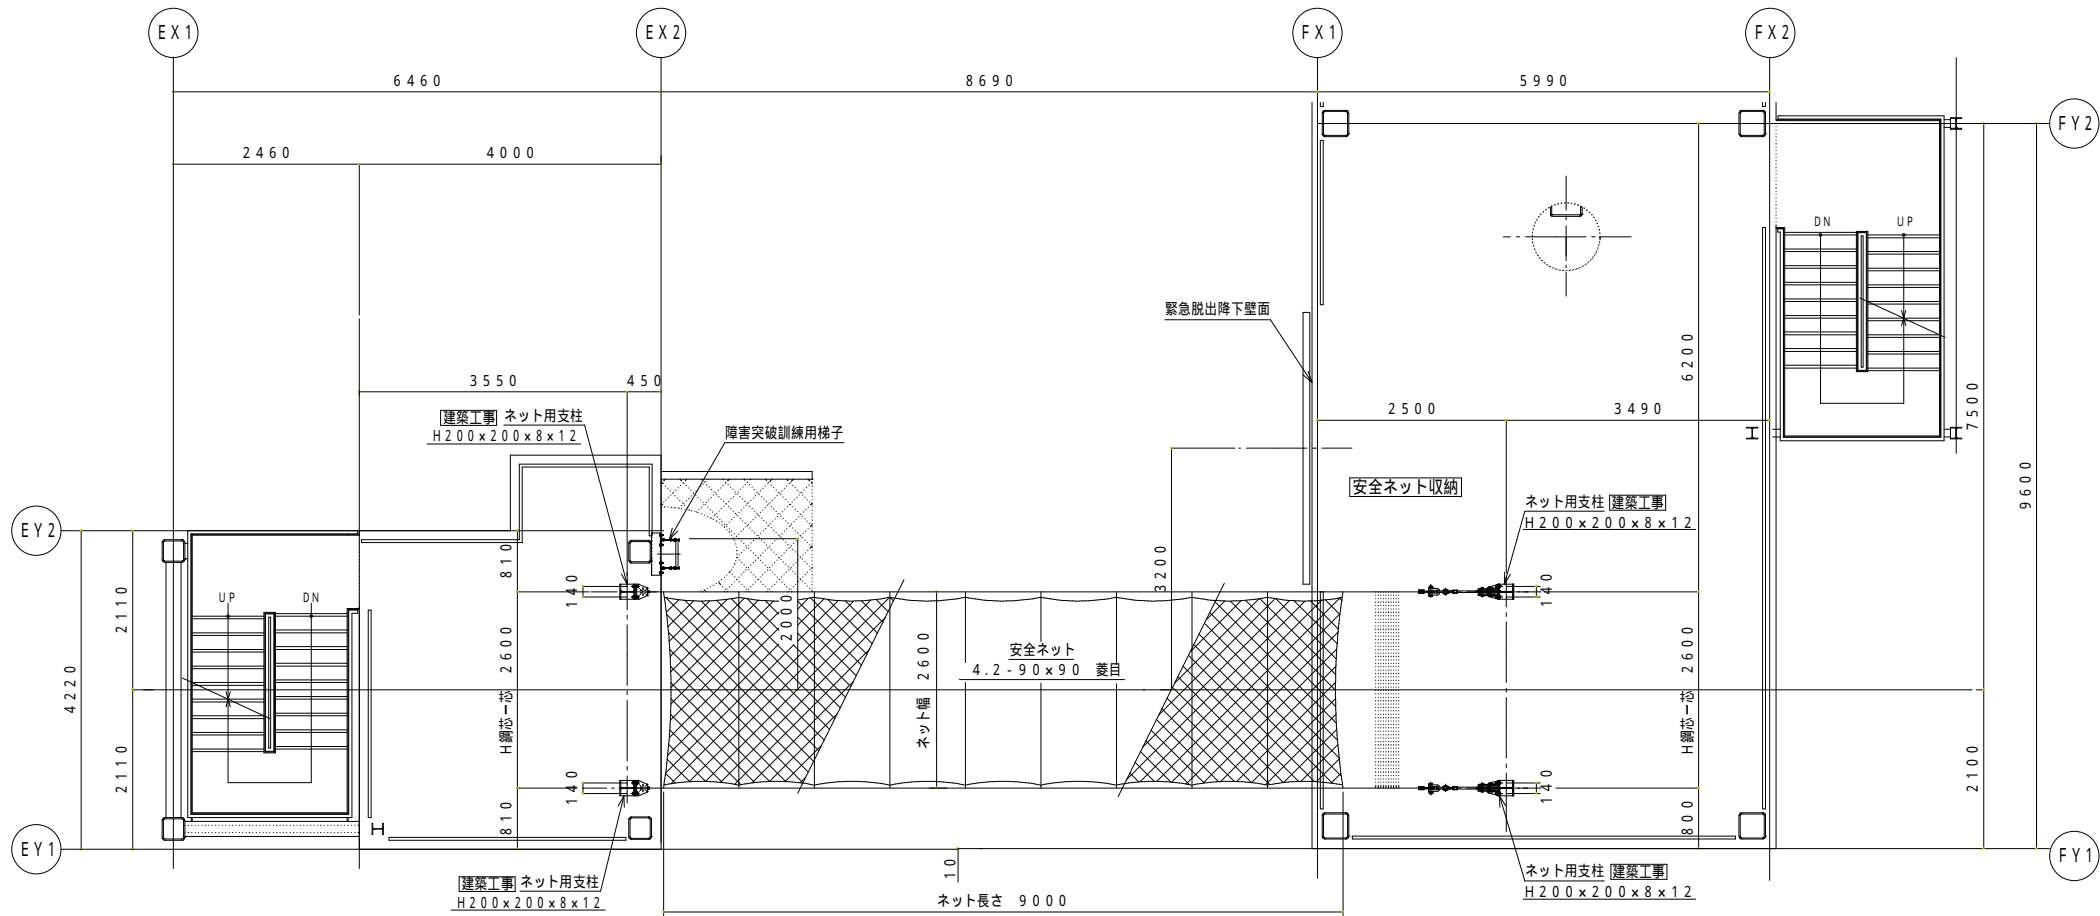 EX1
EX2
FX1
FX2
6460
8690
5990
2460
4000
FY2
DN
UP
緊急脱出降下壁面
6200
7500
9600
3550
450
2500
3490
建築工事 ネット用支柱
H200x200x8x12
障害突破訓練用梯子
安全ネット収納
ネット用支柱 建築工事
H200x200x8x12
EY2
810
140
3200
140
UP
DN
2110
2000
2600
H鋼芯ー芯
安全ネット
4.2-90x90 菱目
ネット幅 2600
2600
H鋼芯ー芯
4220
2110
140
810
140
800
2100
EY1
FY1
10
建築工事 ネット用支柱
H200x200x8x12
ネット用支柱 建築工事
H200x200x8x12
ネット長さ 9000